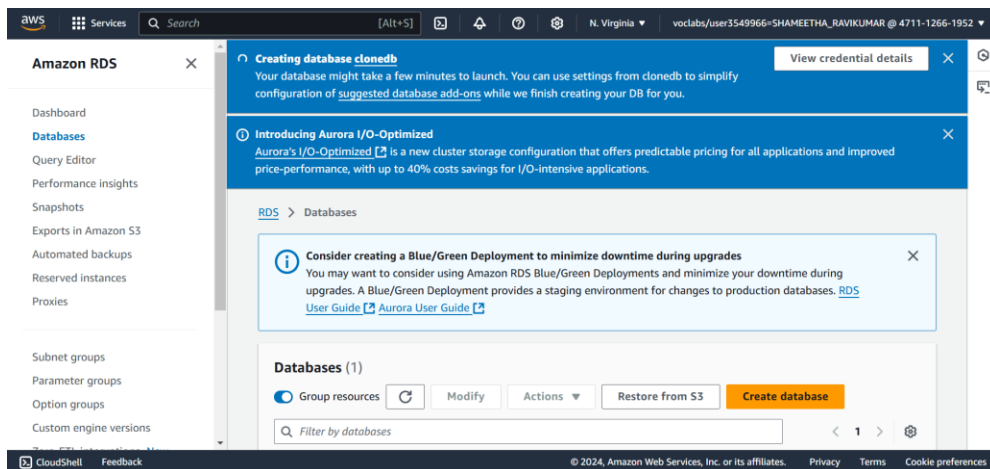 aws Services Search [Alt+S] N. Virginia ▼ voclabs/user3549966=SHAMEETHA_RAVIKUMAR @ 4711-1266-1952 ▼
Amazon RDS
Dashboard
Databases
Query Editor
Performance insights
Snapshots
Exports in Amazon S3
Automated backups
Reserved instances
Proxies
Subnet groups
Parameter groups
Option groups
Custom engine versions
Creating database clonedb
View credential details
Your database might take a few minutes to launch. You can use settings from clonedb to simplify
configuration of suggested database add-ons while we finish creating your DB for you.
Introducing Aurora I/O-Optimized
Aurora's I/O-Optimized is a new cluster storage configuration that offers predictable pricing for all applications and improved
price-performance, with up to 40% costs savings for I/O-intensive applications.
RDS > Databases
Consider creating a Blue/Green Deployment to minimize downtime during upgrades
You may want to consider using Amazon RDS Blue/Green Deployments and minimize your downtime during
upgrades. A Blue/Green Deployment provides a staging environment for changes to production databases. RDS
User Guide Aurora User Guide
Databases (1)
Group resources Modify Actions ▼ Restore from S3 Create database
Filter by databases < 1 >
CloudShell Feedback © 2024, Amazon Web Services, Inc. or its affiliates. Privacy Terms Cookie preferences